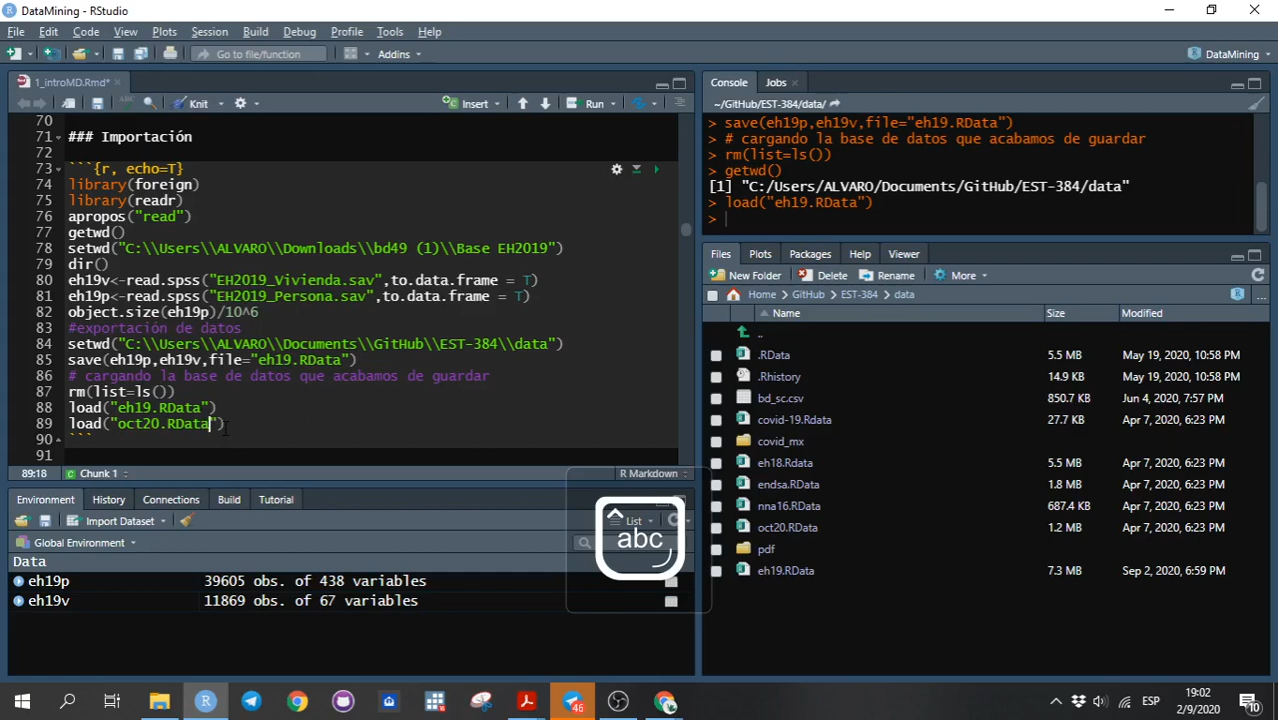 DataMining - RStudio
File Edit Code View Plots Session Build Debug Profile Tools Help
Go to file/function Addins DataMining
1_introMD.Rmd*
ABC Knit Insert Run
70
71 ### Importación
72
73 ```{r, echo=T}
74 library(foreign)
75 library(readr)
76 apropos("read")
77 getwd()
78 setwd("C:\\Users\\ALVARO\\Downloads\\bd49 (1)\\Base EH2019")
79 dir()
80 eh19v<-read.spss("EH2019_Vivienda.sav",to.data.frame = T)
81 eh19p<-read.spss("EH2019_Persona.sav",to.data.frame = T)
82 object.size(eh19p)/10^6
83 #exportación de datos
84 setwd("C:\\Users\\ALVARO\\Documents\\GitHub\\EST-384\\data")
85 save(eh19p,eh19v,file="eh19.RData")
86 # cargando la base de datos que acabamos de guardar
87 rm(list=ls())
88 load("eh19.RData")
89 load("oct20.RData")
90 ```
91
89:18 Chunk 1 R Markdown
Environment History Connections Build Tutorial
Import Dataset List
Global Environment
Data
eh19p 39605 obs. of 438 variables
eh19v 11869 obs. of 67 variables
abc
Console Jobs
~/GitHub/EST-384/data/
> save(eh19p,eh19v,file="eh19.RData")
> # cargando la base de datos que acabamos de guardar
> rm(list=ls())
> getwd()
[1] "C:/Users/ALVARO/Documents/GitHub/EST-384/data"
> load("eh19.RData")
>
Files Plots Packages Help Viewer
New Folder Delete Rename More
Home GitHub EST-384 data ...
Name Size Modified
..
.RData 5.5 MB May 19, 2020, 10:58 PM
.Rhistory 14.9 KB May 19, 2020, 10:58 PM
bd_sc.csv 850.7 KB Jun 4, 2020, 7:57 PM
covid-19.Rdata 27.7 KB Apr 7, 2020, 6:23 PM
covid_mx
eh18.Rdata 5.5 MB Apr 7, 2020, 6:23 PM
endsa.RData 1.8 MB Apr 7, 2020, 6:23 PM
nna16.RData 687.4 KB Apr 7, 2020, 6:23 PM
oct20.RData 1.2 MB Apr 7, 2020, 6:23 PM
pdf
eh19.RData 7.3 MB Sep 2, 2020, 6:59 PM
46
ESP
19:02
2/9/2020
10